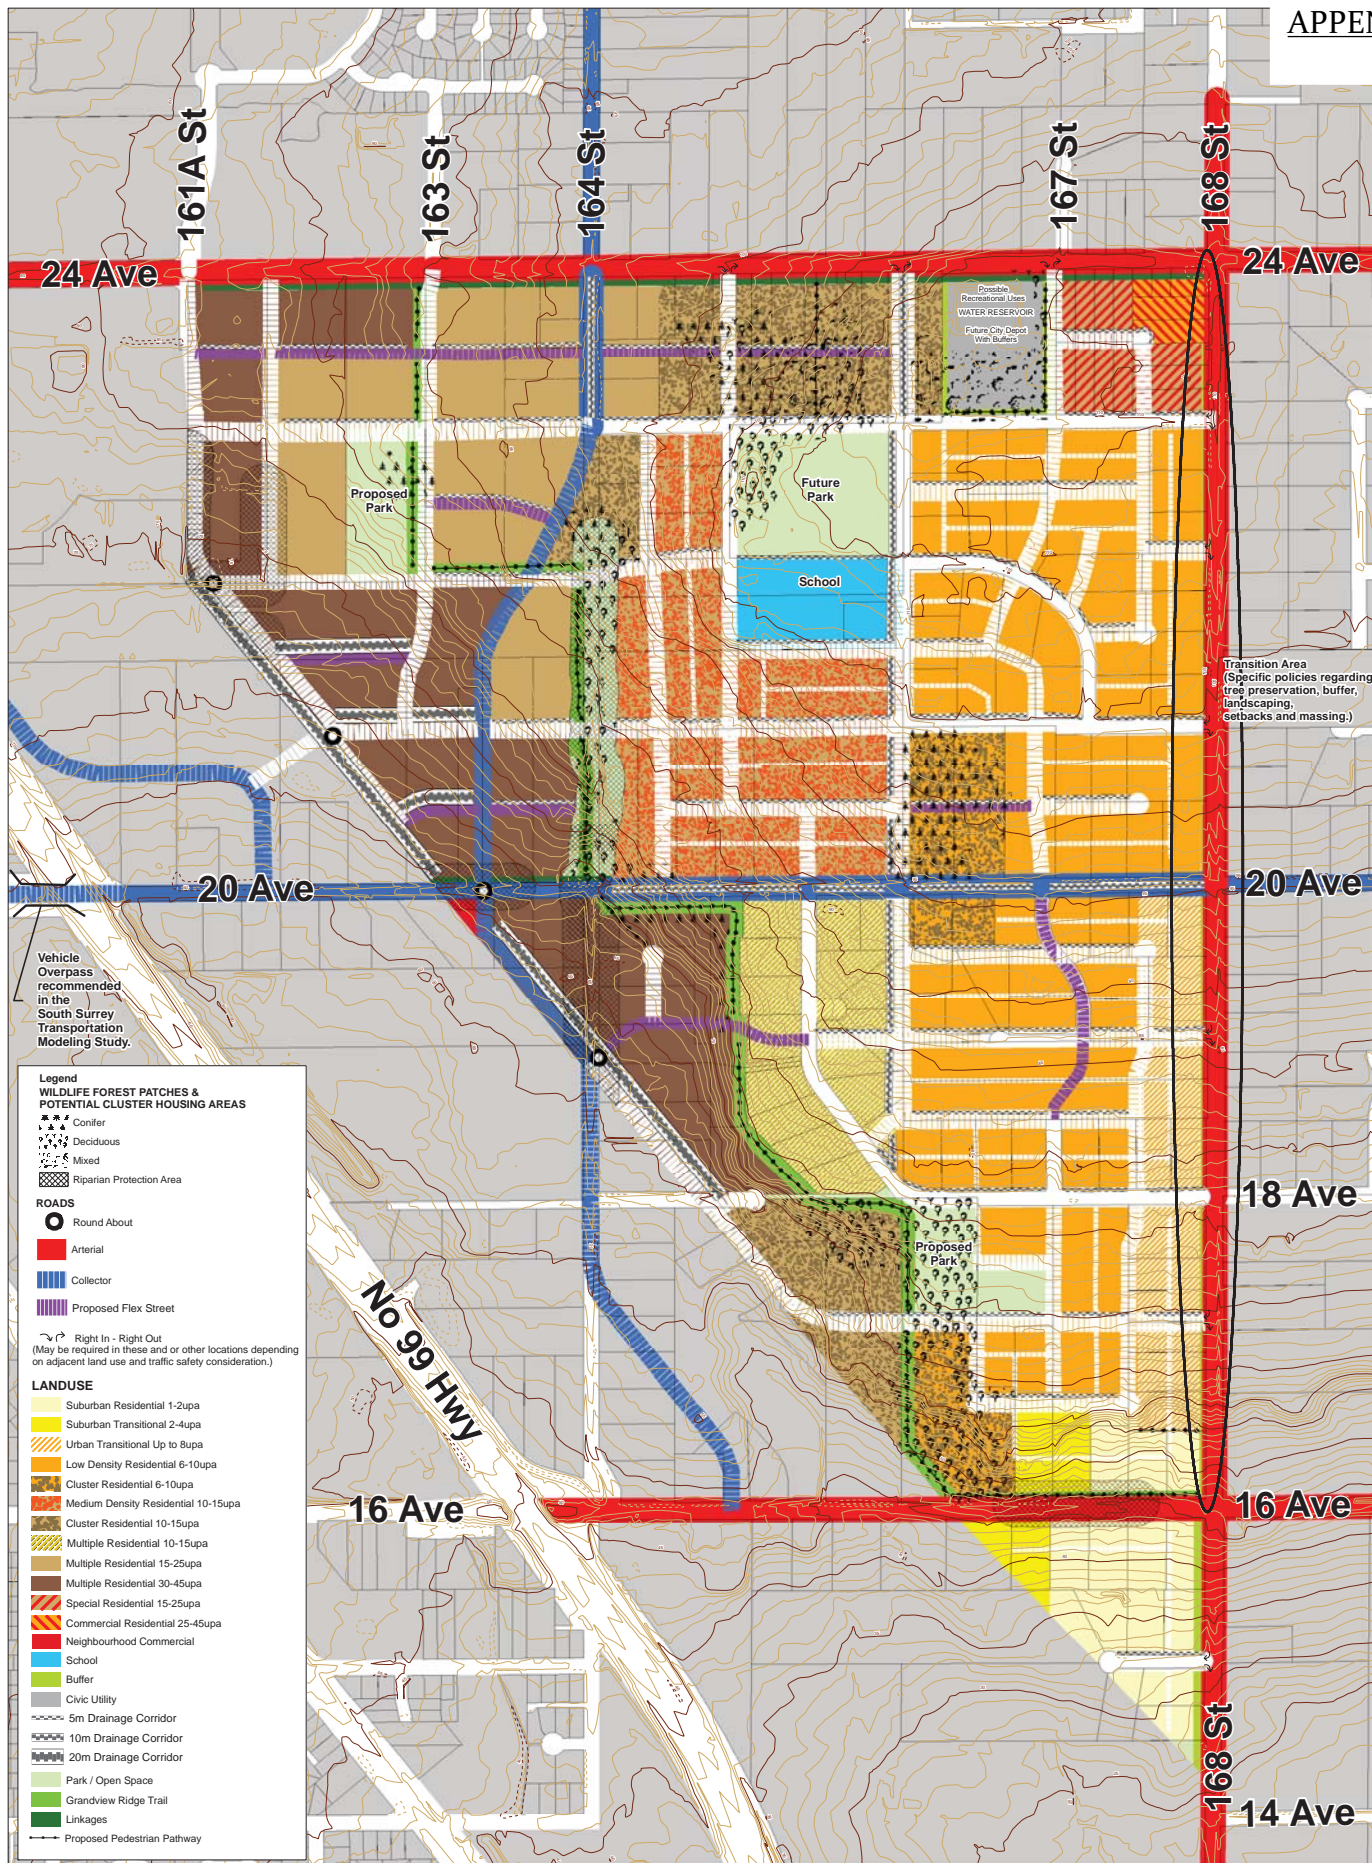 APPEN
161A St
163 St
164 St
167 St
168 St
24 Ave
24 Ave
Possible
Recreational Uses
WATER RESERVOIR
Future City Depot
With Buffers
Proposed
Park
Future
Park
School
Transition Area
(Specific policies regarding
tree preservation, buffer,
landscaping,
setbacks and massing.)
20 Ave
20 Ave
Vehicle
Overpass
recommended
in the
South Surrey
Transportation
Modeling Study.
18 Ave
Proposed
Park
No 99 Hwy
16 Ave
16 Ave
168 St
14 Ave
Legend
WILDLIFE FOREST PATCHES &
POTENTIAL CLUSTER HOUSING AREAS
Conifer
Deciduous
Mixed
Riparian Protection Area
ROADS
Round About
Arterial
Collector
Proposed Flex Street
Right In - Right Out
(May be required in these and or other locations depending
on adjacent land use and traffic safety consideration.)
LANDUSE
Suburban Residential 1-2upa
Suburban Transitional 2-4upa
Urban Transitional Up to 8upa
Low Density Residential 6-10upa
Cluster Residential 6-10upa
Medium Density Residential 10-15upa
Cluster Residential 10-15upa
Multiple Residential 10-15upa
Multiple Residential 15-25upa
Multiple Residential 30-45upa
Special Residential 15-25upa
Commercial Residential 25-45upa
Neighbourhood Commercial
School
Buffer
Civic Utility
5m Drainage Corridor
10m Drainage Corridor
20m Drainage Corridor
Park / Open Space
Grandview Ridge Trail
Linkages
Proposed Pedestrian Pathway